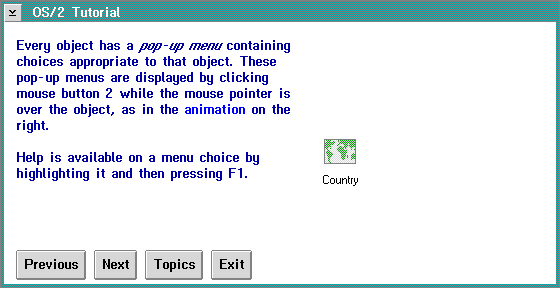 OS/2 Tutorial
Every object has a pop-up menu containing
choices appropriate to that object. These
pop-up menus are displayed by clicking
mouse button 2 while the mouse pointer is
over the object, as in the animation on the
right.
Help is available on a menu choice by
highlighting it and then pressing F1.
Country
Previous
Next
Topics
Exit